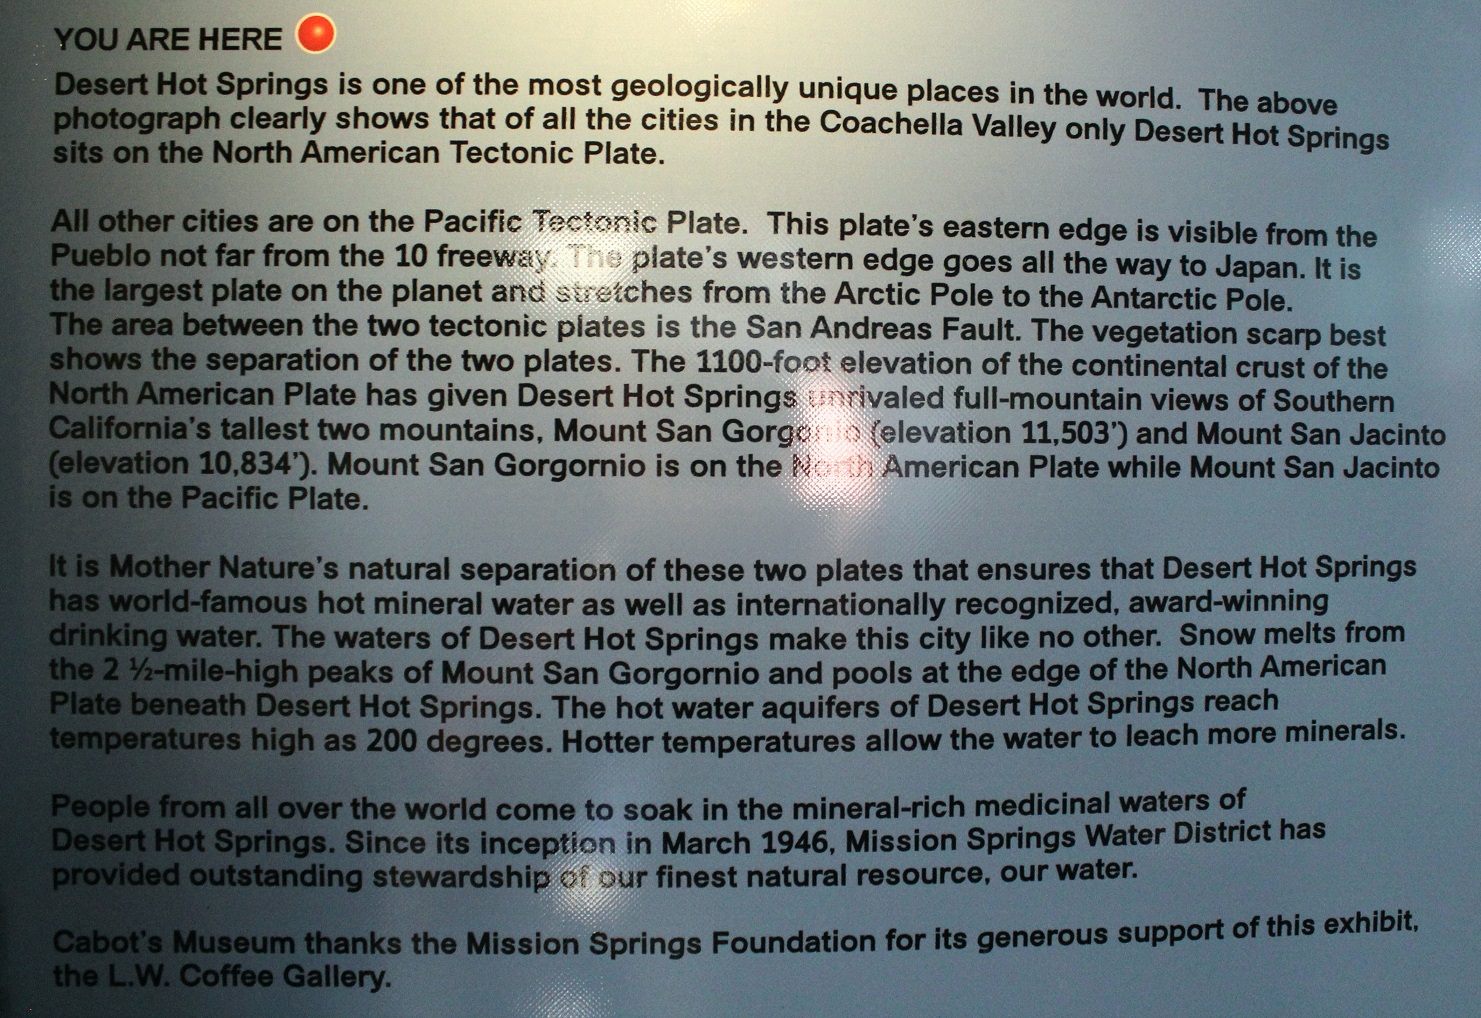 YOU ARE HERE
Desert Hot Springs is one of the most geologically unique places in the world. The above
photograph clearly shows that of all the cities in the Coachella Valley only Desert Hot Springs
sits on the North American Tectonic Plate.
All other cities are on the Pacific Tectonic Plate. This plate's eastern edge is visible from the
Pueblo not far from the 10 freeway. The plate's western edge goes all the way to Japan. It is
the largest plate on the planet and stretches from the Arctic Pole to the Antarctic Pole.
The area between the two tectonic plates is the San Andreas Fault. The vegetation scarp best
shows the separation of the two plates. The 1100-foot elevation of the continental crust of the
North American Plate has given Desert Hot Springs unrivaled full-mountain views of Southern
California's tallest two mountains, Mount San Gorgonio (elevation 11,503') and Mount San Jacinto
(elevation 10,834'). Mount San Gorgornio is on the North American Plate while Mount San Jacinto
is on the Pacific Plate.
It is Mother Nature's natural separation of these two plates that ensures that Desert Hot Springs
has world-famous hot mineral water as well as internationally recognized, award-winning
drinking water. The waters of Desert Hot Springs make this city like no other. Snow melts from
the 2 ½-mile-high peaks of Mount San Gorgornio and pools at the edge of the North American
Plate beneath Desert Hot Springs. The hot water aquifers of Desert Hot Springs reach
temperatures high as 200 degrees. Hotter temperatures allow the water to leach more minerals.
People from all over the world come to soak in the mineral-rich medicinal waters of
Desert Hot Springs. Since its inception in March 1946, Mission Springs Water District has
provided outstanding stewardship of our finest natural resource, our water.
Cabot's Museum thanks the Mission Springs Foundation for its generous support of this exhibit,
the L.W. Coffee Gallery.